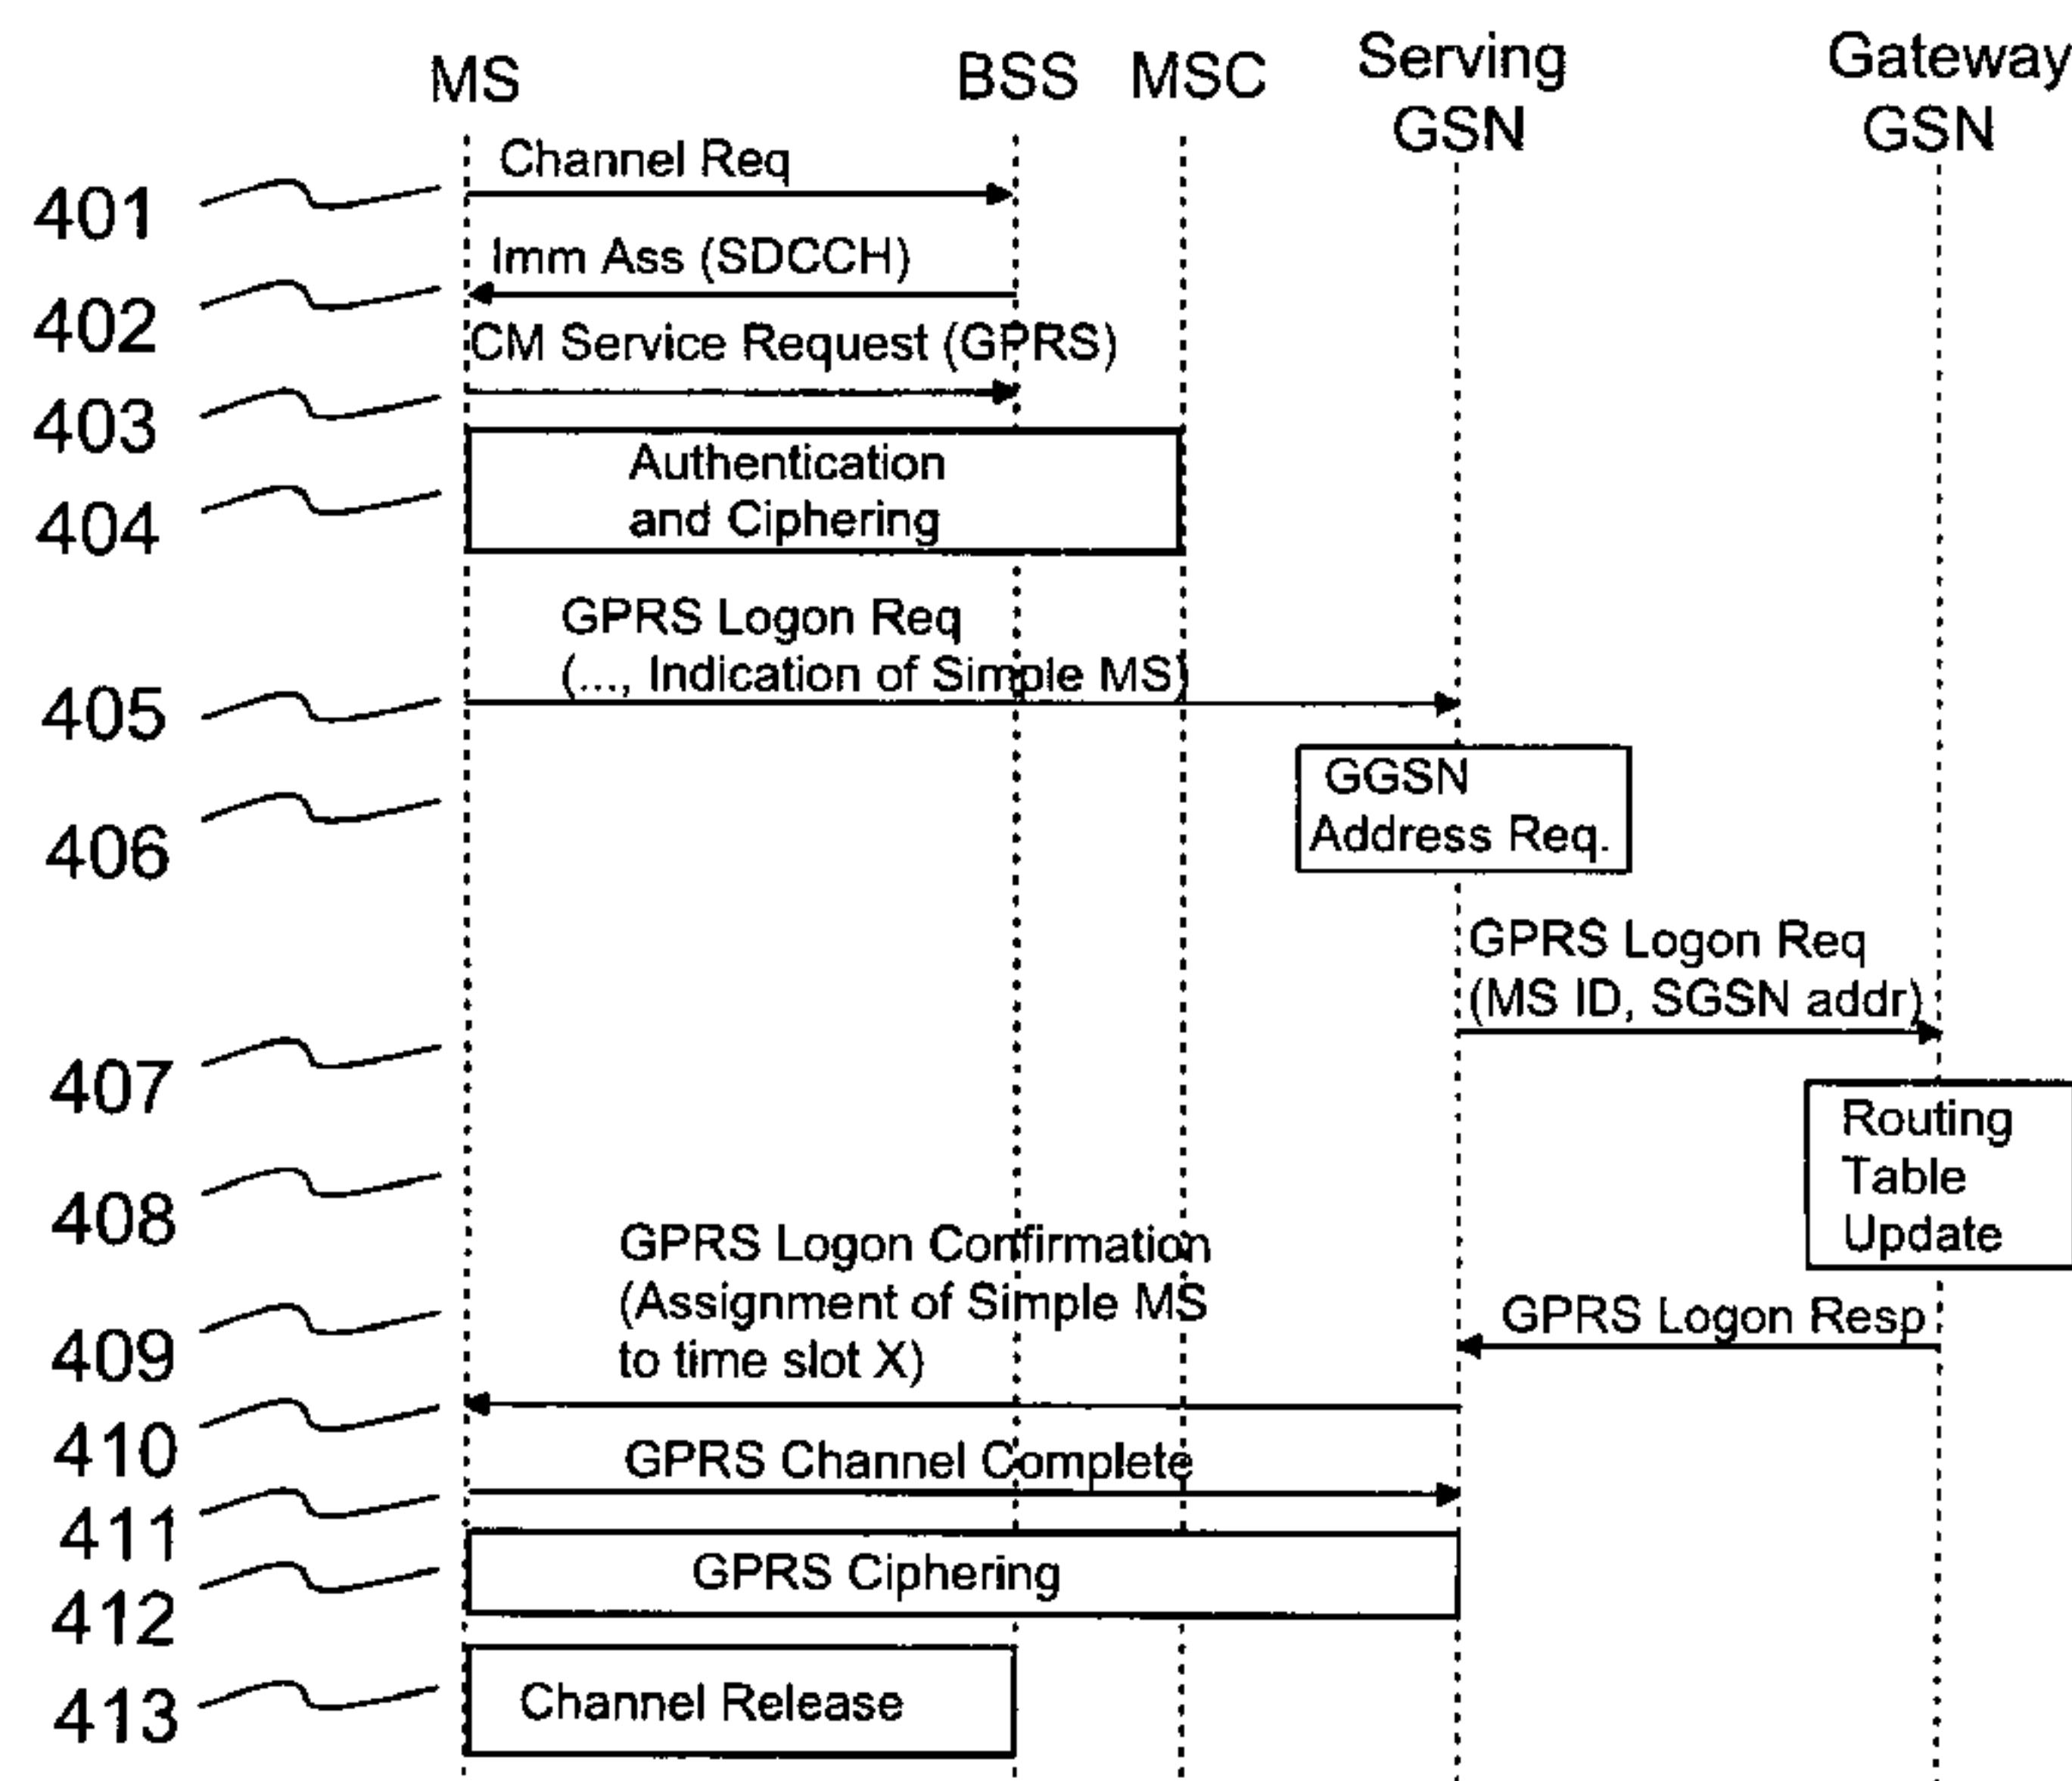 MS
BSS
MSC
Serving
GSN
Gateway
GSN
401
Channel Req
402
Imm Ass (SDCCH)
403
CM Service Request (GPRS)
404
Authentication
and Ciphering
405
GPRS Logon Req
(..., Indication of Simple MS)
406
GGSN
Address Req.
407
GPRS Logon Req
(MS ID, SGSN addr)
408
Routing
Table
Update
409
GPRS Logon Resp
410
GPRS Logon Confirmation
(Assignment of Simple MS
to time slot X)
411
GPRS Channel Complete
412
GPRS Ciphering
413
Channel Release